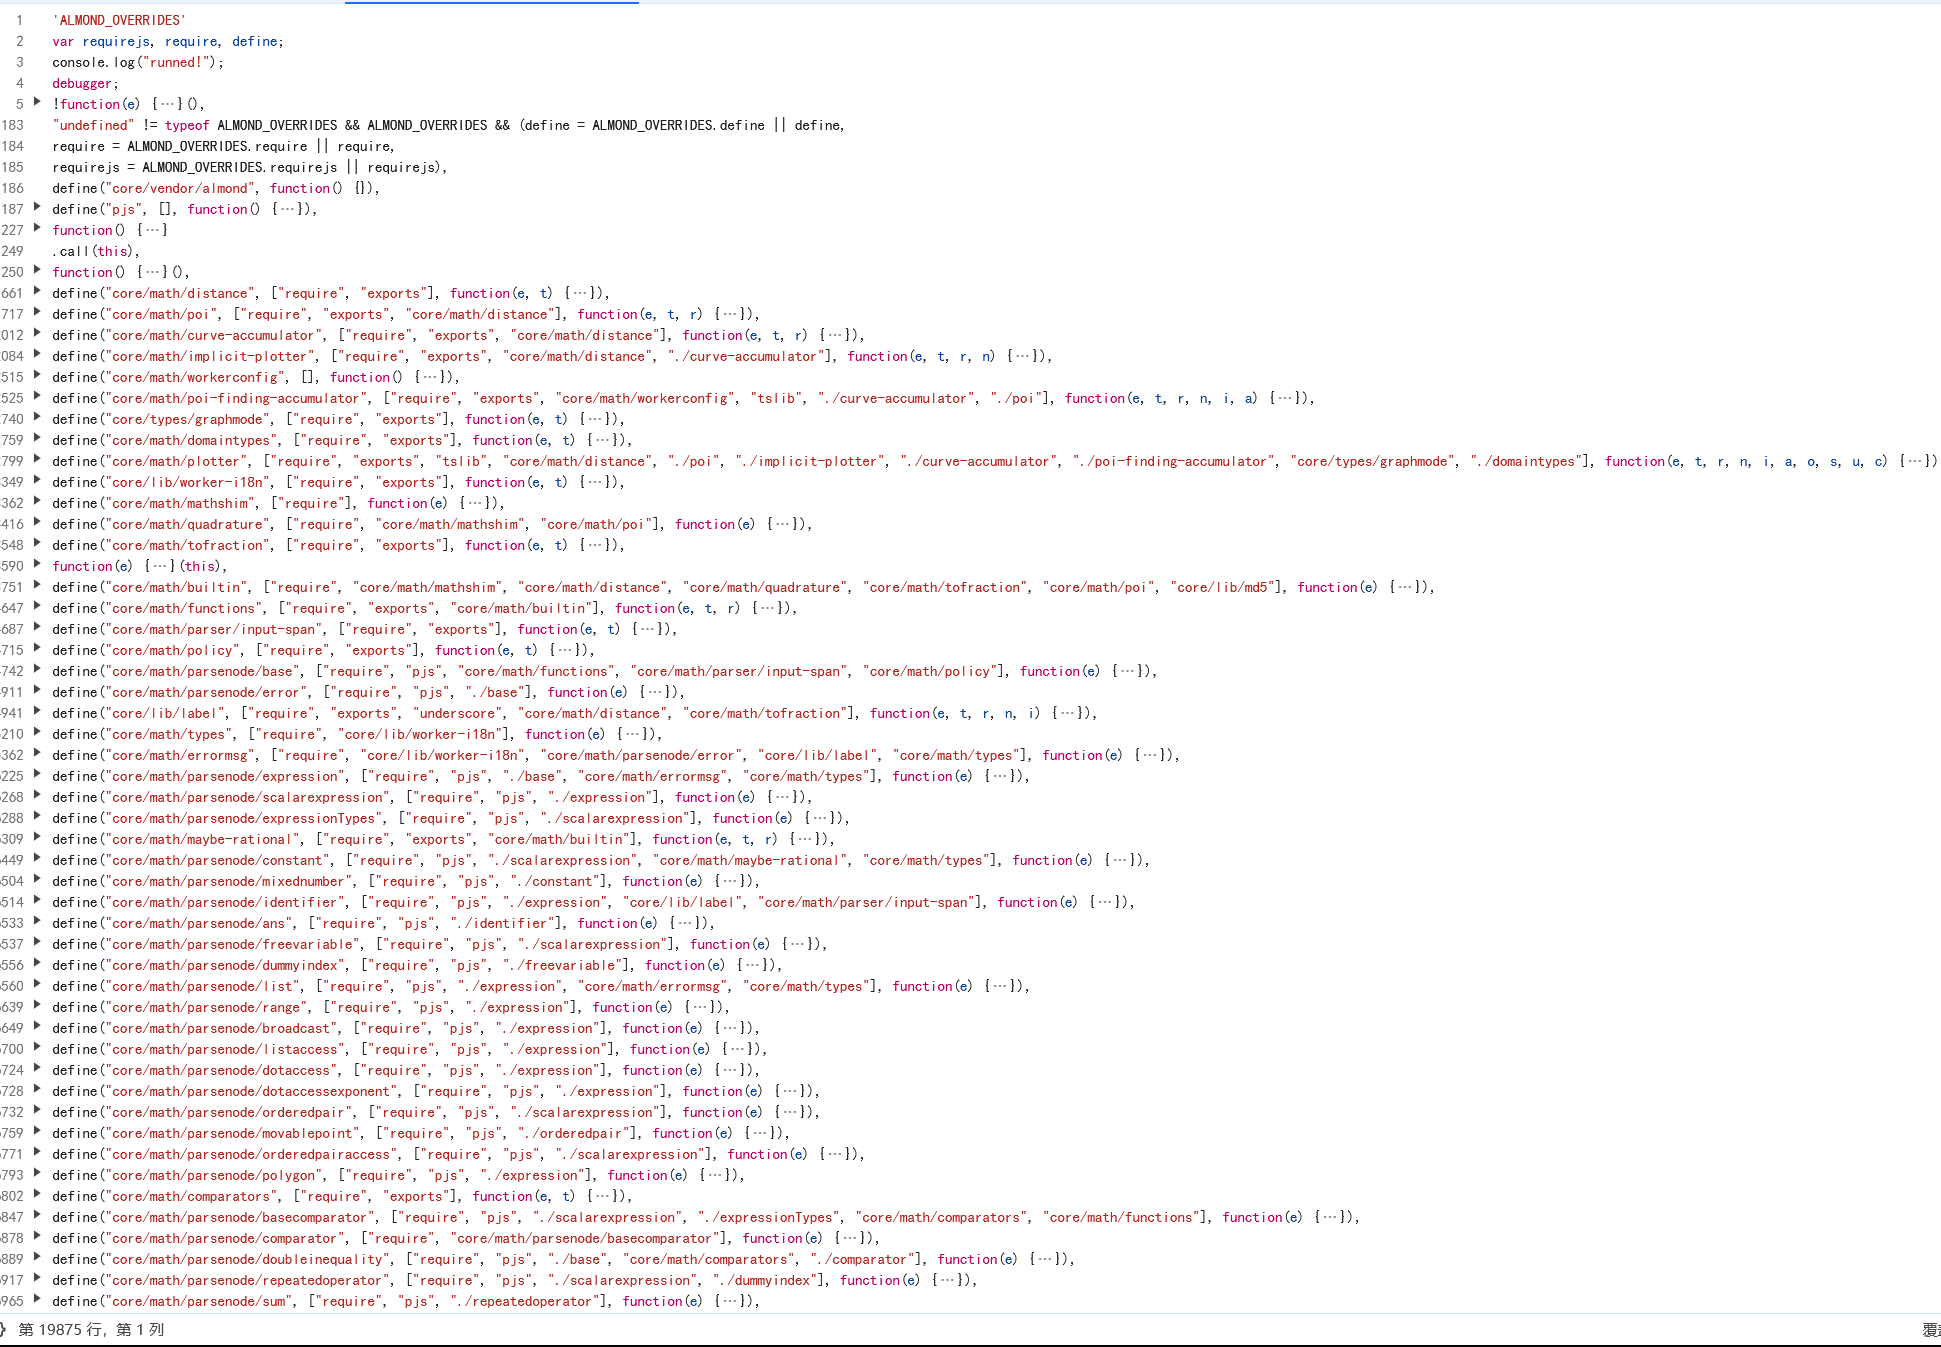 1 'ALMOND_OVERRIDES'
2 var requirejs, require, define;
3 console.log("runned!");
4 debugger;
5 !function(e) {…}(),
183 "undefined" != typeof ALMOND_OVERRIDES && ALMOND_OVERRIDES && (define = ALMOND_OVERRIDES.define || define,
184 require = ALMOND_OVERRIDES.require || require,
185 requirejs = ALMOND_OVERRIDES.requirejs || requirejs),
186 define("core/vendor/almond", function() {}),
187 define("pjs", [], function() {…}),
227 function() {…}
249 .call(this),
250 function() {…}(),
661 define("core/math/distance", ["require", "exports"], function(e, t) {…}),
717 define("core/math/poi", ["require", "exports", "core/math/distance"], function(e, t, r) {…}),
012 define("core/math/curve-accumulator", ["require", "exports", "core/math/distance"], function(e, t, r) {…}),
084 define("core/math/implicit-plotter", ["require", "exports", "core/math/distance", "./curve-accumulator"], function(e, t, r, n) {…}),
515 define("core/math/workerconfig", [], function() {…}),
525 define("core/math/poi-finding-accumulator", ["require", "exports", "core/math/workerconfig", "tslib", "./curve-accumulator", "./poi"], function(e, t, r, n, i, a) {…}),
740 define("core/types/graphmode", ["require", "exports"], function(e, t) {…}),
759 define("core/math/domaintypes", ["require", "exports"], function(e, t) {…}),
799 define("core/math/plotter", ["require", "exports", "tslib", "core/math/distance", "./poi", "./implicit-plotter", "./curve-accumulator", "./poi-finding-accumulator", "core/types/graphmode", "./domaintypes"], function(e, t, r, n, i, a, o, s, u, c) {…})
349 define("core/lib/worker-i18n", ["require", "exports"], function(e, t) {…}),
362 define("core/math/mathshim", ["require"], function(e) {…}),
416 define("core/math/quadrature", ["require", "core/math/mathshim", "core/math/poi"], function(e) {…}),
548 define("core/math/tofraction", ["require", "exports"], function(e, t) {…}),
590 function(e) {…}(this),
751 define("core/math/builtin", ["require", "core/math/mathshim", "core/math/distance", "core/math/quadrature", "core/math/tofraction", "core/math/poi", "core/lib/md5"], function(e) {…}),
647 define("core/math/functions", ["require", "exports", "core/math/builtin"], function(e, t, r) {…}),
687 define("core/math/parser/input-span", ["require", "exports"], function(e, t) {…}),
715 define("core/math/policy", ["require", "exports"], function(e, t) {…}),
742 define("core/math/parsenode/base", ["require", "pjs", "core/math/functions", "core/math/parser/input-span", "core/math/policy"], function(e) {…}),
911 define("core/math/parsenode/error", ["require", "pjs", "./base"], function(e) {…}),
941 define("core/lib/label", ["require", "exports", "underscore", "core/math/distance", "core/math/tofraction"], function(e, t, r, n, i) {…}),
210 define("core/math/types", ["require", "core/lib/worker-i18n"], function(e) {…}),
362 define("core/math/errormsg", ["require", "core/lib/worker-i18n", "core/math/parsenode/error", "core/lib/label", "core/math/types"], function(e) {…}),
225 define("core/math/parsenode/expression", ["require", "pjs", "./base", "core/math/errormsg", "core/math/types"], function(e) {…}),
268 define("core/math/parsenode/scalarexpression", ["require", "pjs", "./expression"], function(e) {…}),
288 define("core/math/parsenode/expressionTypes", ["require", "pjs", "./scalarexpression"], function(e) {…}),
309 define("core/math/maybe-rational", ["require", "exports", "core/math/builtin"], function(e, t, r) {…}),
449 define("core/math/parsenode/constant", ["require", "pjs", "./scalarexpression", "core/math/maybe-rational", "core/math/types"], function(e) {…}),
504 define("core/math/parsenode/mixednumber", ["require", "pjs", "./constant"], function(e) {…}),
514 define("core/math/parsenode/identifier", ["require", "pjs", "./expression", "core/lib/label", "core/math/parser/input-span"], function(e) {…}),
533 define("core/math/parsenode/ans", ["require", "pjs", "./identifier"], function(e) {…}),
537 define("core/math/parsenode/freevariable", ["require", "pjs", "./scalarexpression"], function(e) {…}),
556 define("core/math/parsenode/dummyindex", ["require", "pjs", "./freevariable"], function(e) {…}),
560 define("core/math/parsenode/list", ["require", "pjs", "./expression", "core/math/errormsg", "core/math/types"], function(e) {…}),
639 define("core/math/parsenode/range", ["require", "pjs", "./expression"], function(e) {…}),
649 define("core/math/parsenode/broadcast", ["require", "pjs", "./expression"], function(e) {…}),
700 define("core/math/parsenode/listaccess", ["require", "pjs", "./expression"], function(e) {…}),
724 define("core/math/parsenode/dotaccess", ["require", "pjs", "./expression"], function(e) {…}),
728 define("core/math/parsenode/dotaccessexponent", ["require", "pjs", "./expression"], function(e) {…}),
732 define("core/math/parsenode/orderedpair", ["require", "pjs", "./scalarexpression"], function(e) {…}),
759 define("core/math/parsenode/movablepoint", ["require", "pjs", "./orderedpair"], function(e) {…}),
771 define("core/math/parsenode/orderedpairaccess", ["require", "pjs", "./scalarexpression"], function(e) {…}),
793 define("core/math/parsenode/polygon", ["require", "pjs", "./expression"], function(e) {…}),
802 define("core/math/comparators", ["require", "exports"], function(e, t) {…}),
847 define("core/math/parsenode/basecomparator", ["require", "pjs", "./scalarexpression", "./expressionTypes", "core/math/comparators", "core/math/functions"], function(e) {…}),
878 define("core/math/parsenode/comparator", ["require", "core/math/parsenode/basecomparator"], function(e) {…}),
889 define("core/math/parsenode/doubleinequality", ["require", "pjs", "./base", "core/math/comparators", "./comparator"], function(e) {…}),
917 define("core/math/parsenode/repeatedoperator", ["require", "pjs", "./scalarexpression", "./dummyindex"], function(e) {…}),
965 define("core/math/parsenode/sum", ["require", "pjs", "./repeatedoperator"], function(e) {…}),
} 第 19875 行，第 1 列